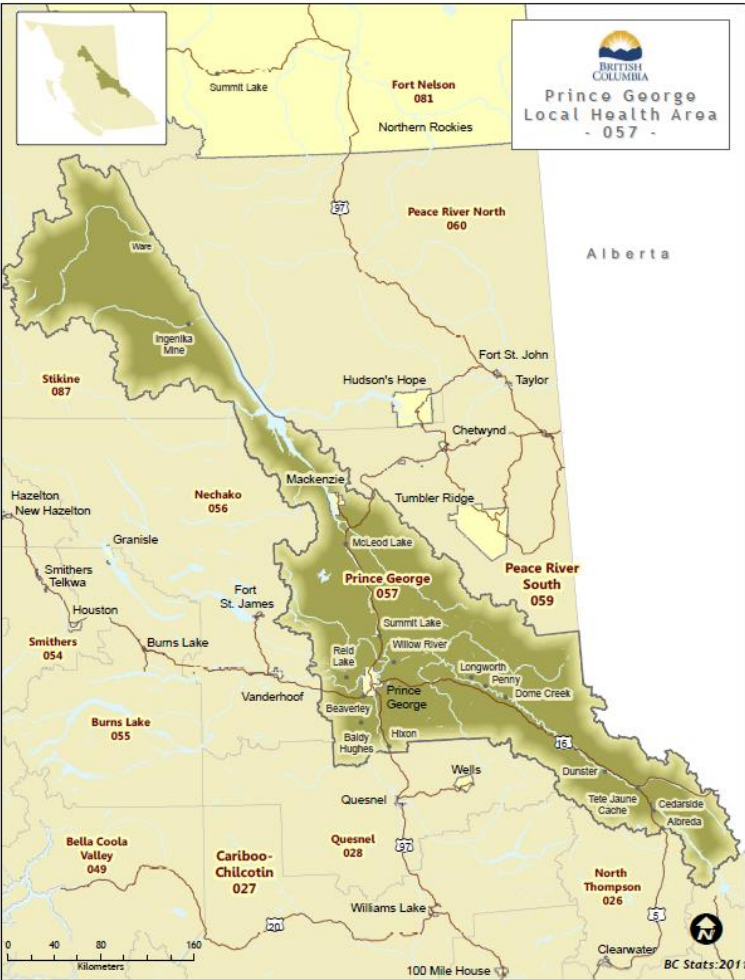 BRITISH
COLUMBIA
Prince George
Local Health Area
- 057 -
Summit Lake
Fort Nelson
081
Northern Rockies
97
Peace River North
060
Alberta
Ware
Ingenika
Mine
Stikine
087
Fort St. John
Taylor
Hudson's Hope
Chetwynd
Mackenzie
Tumbler Ridge
Nechako
056
Hazelton
New Hazelton
Granisle
McLeod Lake
Smithers
Telkwa
Prince George
057
Peace River
South
059
Fort
St. James
Houston
Summit Lake
Smithers
054
Burns Lake
Willow River
Reid
Lake
Longworth
Penny
Vanderhoof
Prince
George
Dome Creek
Beaverley
Burns Lake
055
Baldy
Hughes
Hixon
16
Wells
Dunster
Tete Jaune
Cache
Cedarside
Albreda
Quesnel
Bella Coola
Valley
049
Cariboo-
Chilcotin
027
Quesnel
028
97
North
Thompson
026
Williams Lake
5
20
0 40 80 160
Kilometers
N
Clearwater
100 Mile House